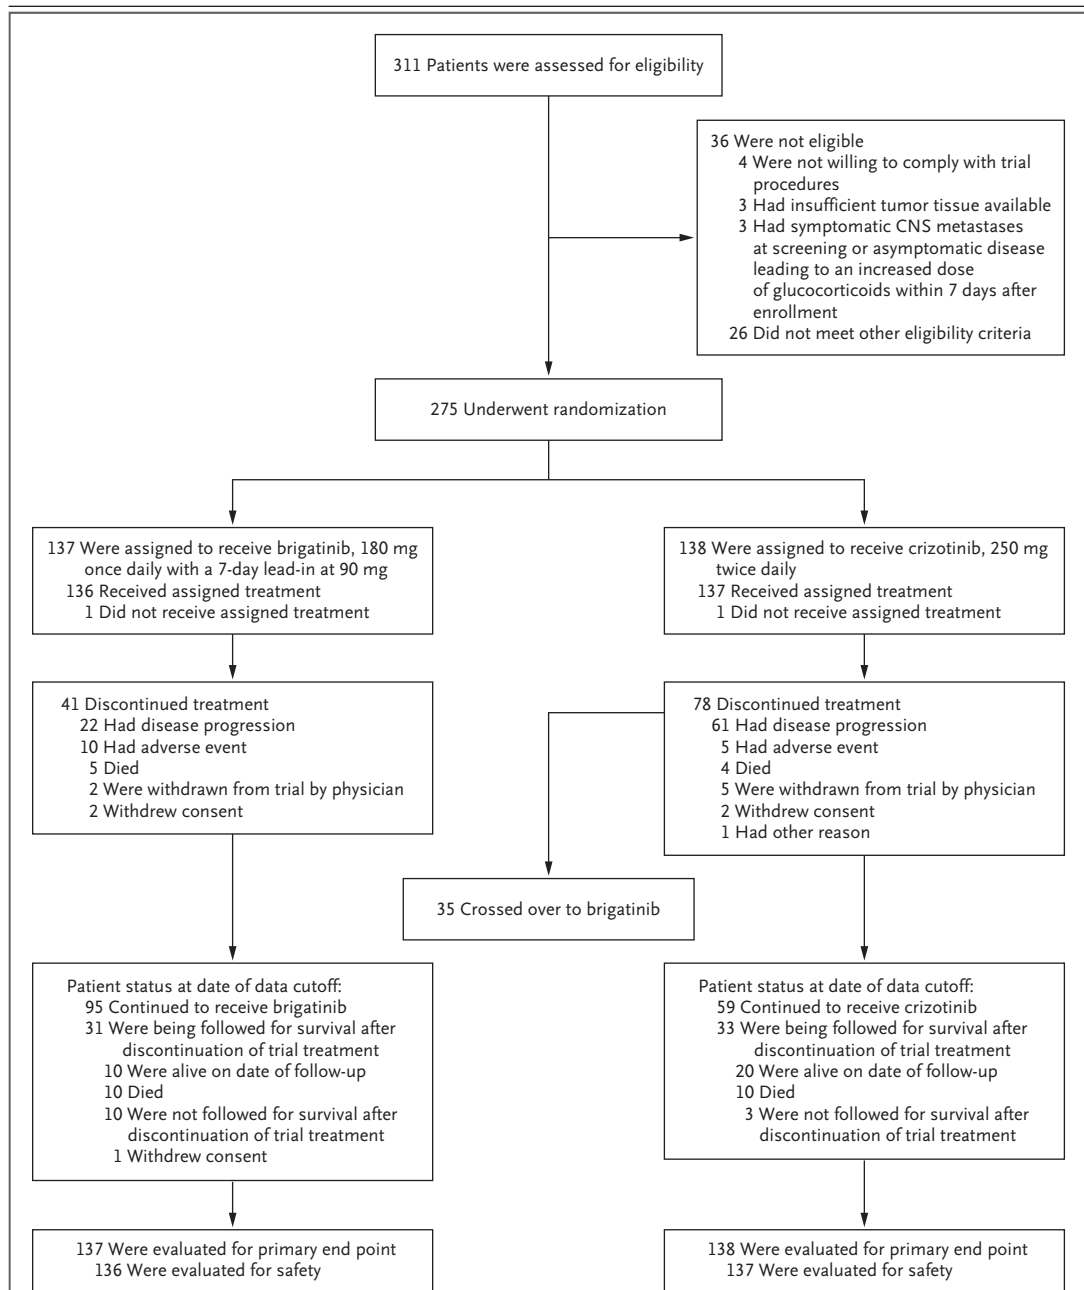 311 Patients were assessed for eligibility
36 Were not eligible
4 Were not willing to comply with trial
procedures
3 Had insufficient tumor tissue available
3 Had symptomatic CNS metastases
at screening or asymptomatic disease
leading to an increased dose
of glucocorticoids within 7 days after
enrollment
26 Did not meet other eligibility criteria
275 Underwent randomization
137 Were assigned to receive brigatinib, 180 mg
once daily with a 7-day lead-in at 90 mg
136 Received assigned treatment
1 Did not receive assigned treatment
138 Were assigned to receive crizotinib, 250 mg
twice daily
137 Received assigned treatment
1 Did not receive assigned treatment
41 Discontinued treatment
22 Had disease progression
10 Had adverse event
5 Died
2 Were withdrawn from trial by physician
2 Withdrew consent
78 Discontinued treatment
61 Had disease progression
5 Had adverse event
4 Died
5 Were withdrawn from trial by physician
2 Withdrew consent
1 Had other reason
35 Crossed over to brigatinib
Patient status at date of data cutoff:
95 Continued to receive brigatinib
31 Were being followed for survival after
discontinuation of trial treatment
10 Were alive on date of follow-up
10 Died
10 Were not followed for survival after
discontinuation of trial treatment
1 Withdrew consent
Patient status at date of data cutoff:
59 Continued to receive crizotinib
33 Were being followed for survival after
discontinuation of trial treatment
20 Were alive on date of follow-up
10 Died
3 Were not followed for survival after
discontinuation of trial treatment
137 Were evaluated for primary end point
136 Were evaluated for safety
138 Were evaluated for primary end point
137 Were evaluated for safety